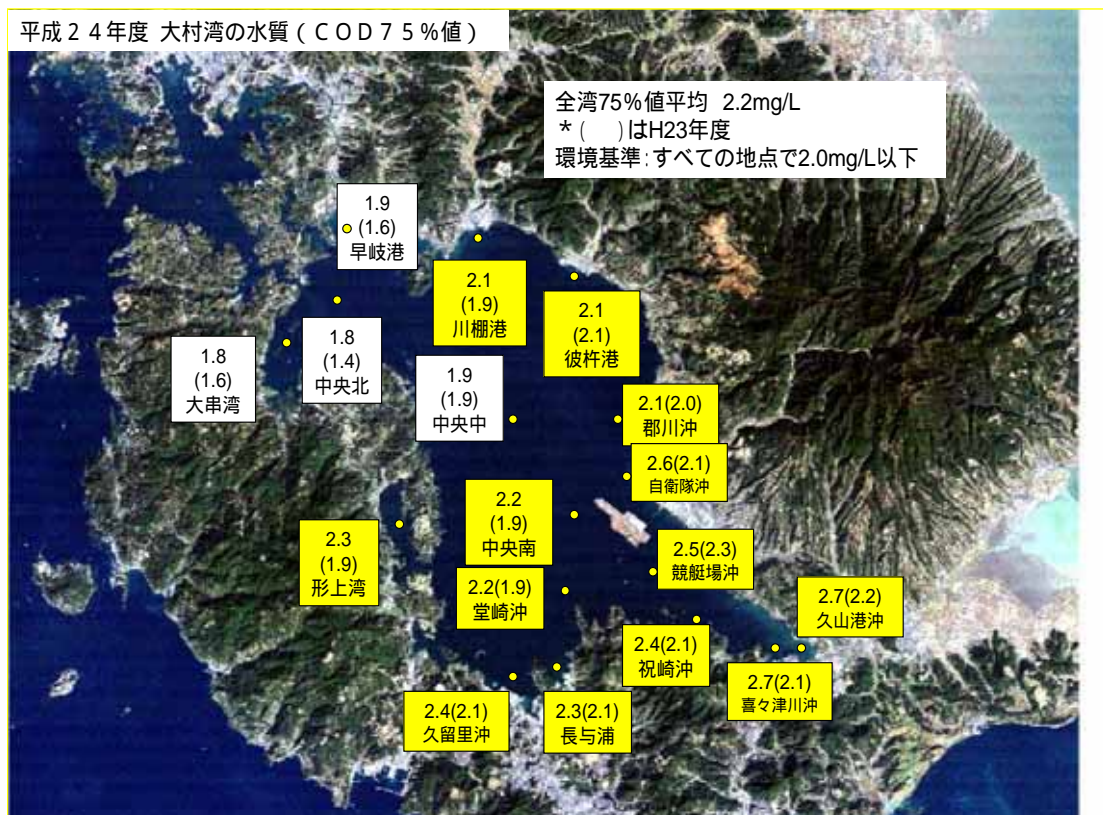 平成２４年度 大村湾の水質（ＣＯＤ７５％値）
全湾75%値平均 2.2mg/L
*(　)はH23年度
環境基準:すべての地点で2.0mg/L以下
1.9
(1.6)
早岐港
2.1
(1.9)
川棚港
2.1
(2.1)
彼杵港
1.8
(1.6)
大串湾
1.8
(1.4)
中央北
1.9
(1.9)
中央中
2.1(2.0)
郡川沖
2.6(2.1)
自衛隊沖
2.2
(1.9)
中央南
2.3
(1.9)
形上湾
2.5(2.3)
競艇場沖
2.2(1.9)
堂崎沖
2.7(2.2)
久山港沖
2.4(2.1)
祝崎沖
2.7(2.1)
喜々津川沖
2.4(2.1)
久留里沖
2.3(2.1)
長与浦